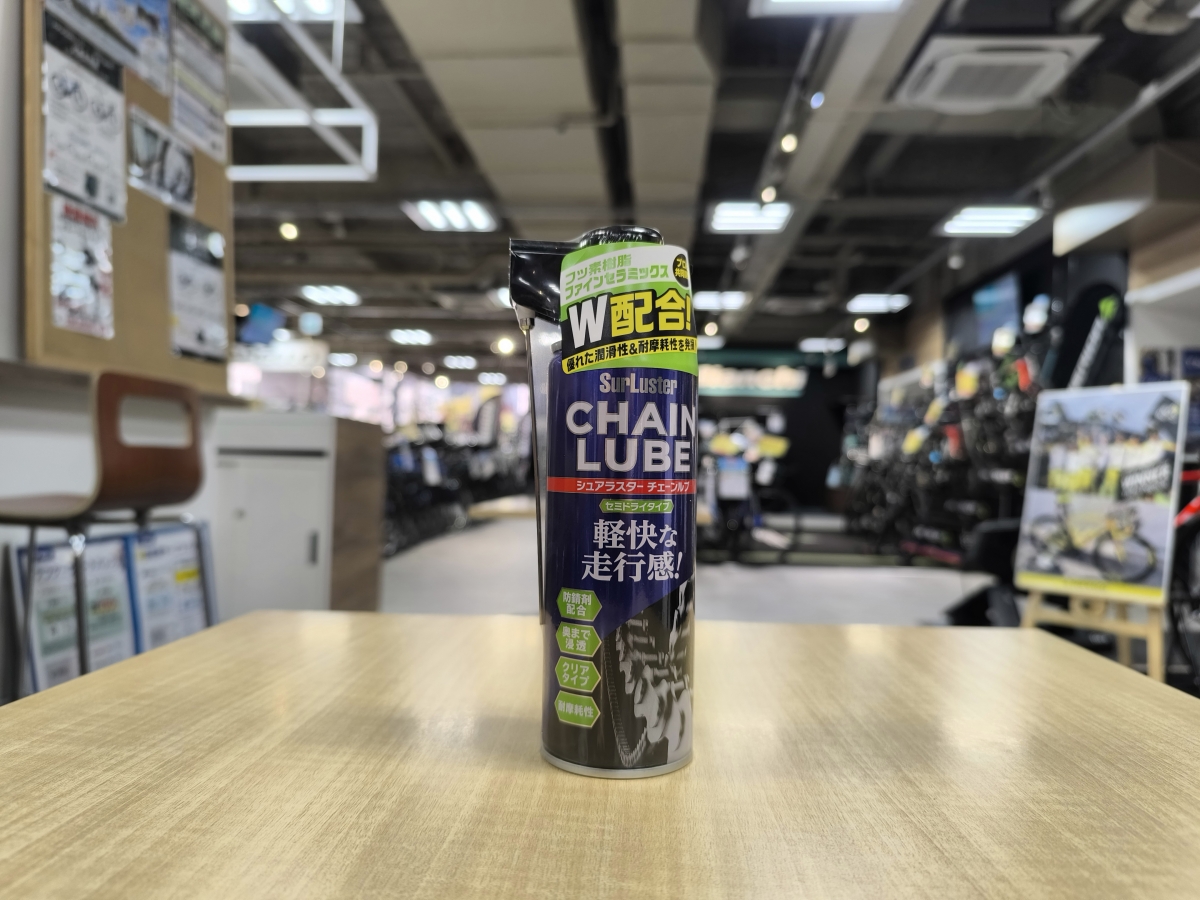 フッ素樹脂
ファインセラミックス
W配合!
優れた潤滑性&耐摩耗性を発揮
SurLuster
CHAIN
LUBE
シュアラスター チェーンルブ
セミドライタイプ
軽快な
走行感!
防錆剤
配合
奥まで
浸透
クリア
タイプ
耐摩耗性